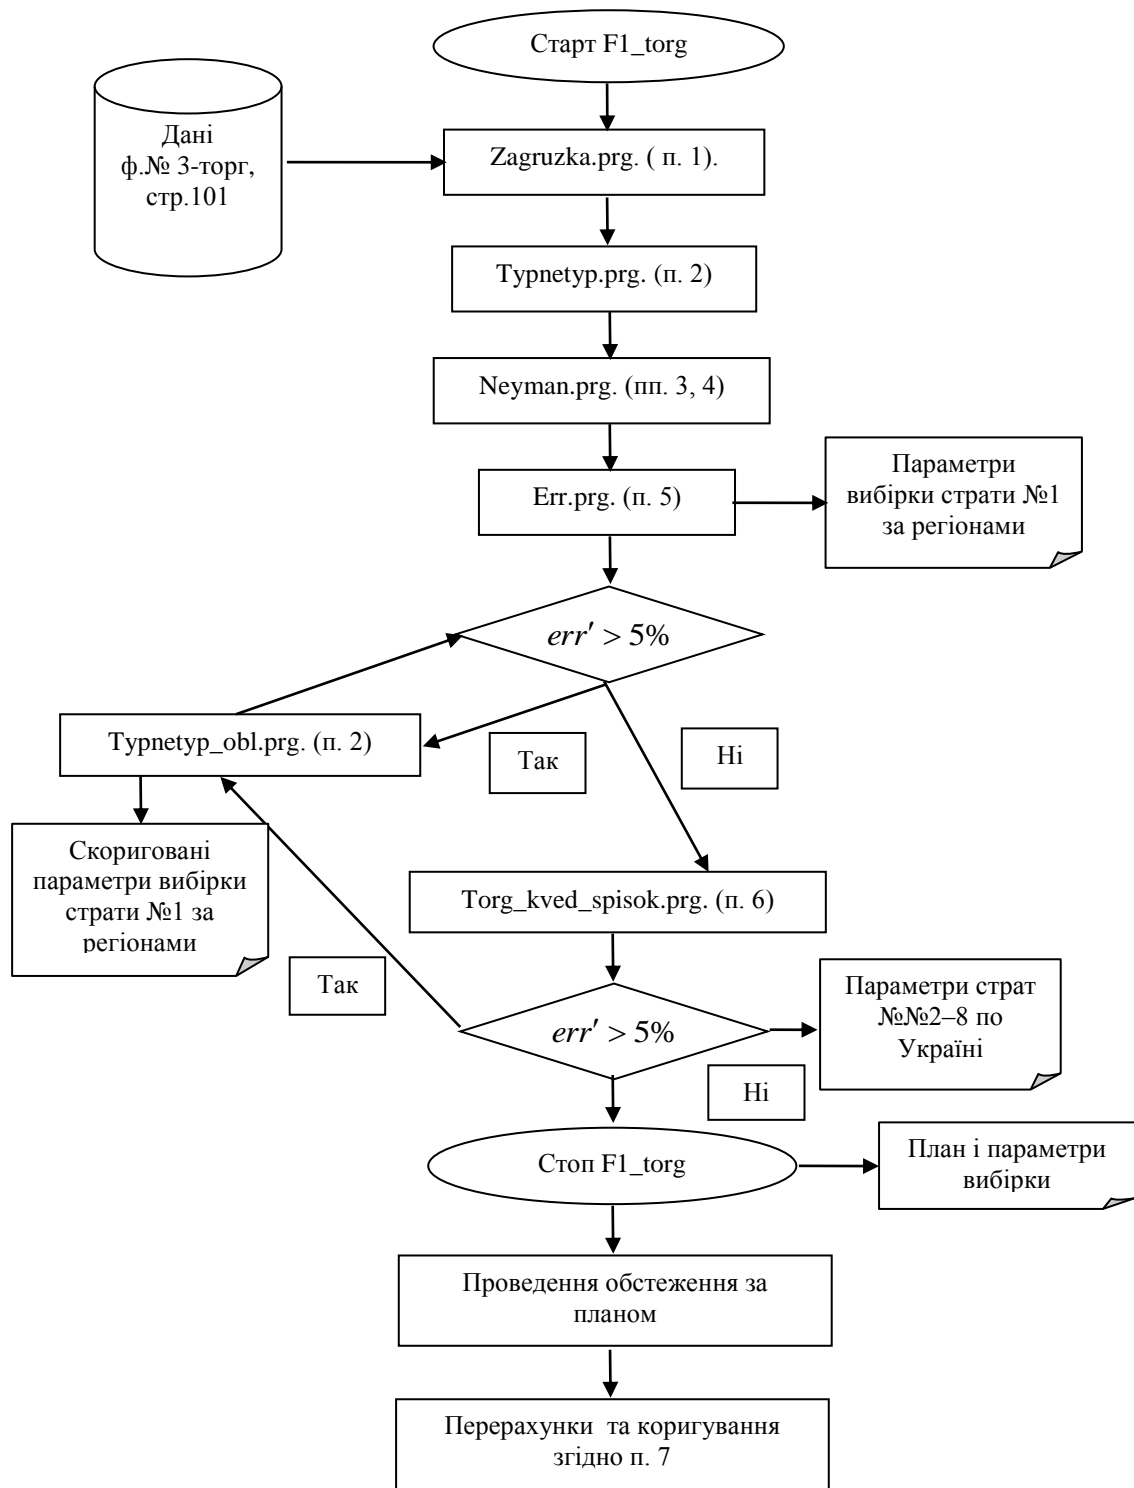 Старт F1_torg
Дані
ф.№ 3-торг,
стр.101
Zagruzka.prg. ( п. 1).
Typnetyp.prg. (п. 2)
Neyman.prg. (пп. 3, 4)
Err.prg. (п. 5)
Параметри
вибірки страти №1
за регіонами
err′ > 5%
Typnetyp_obl.prg. (п. 2)
Так
Ні
Скориговані
параметри вибірки
страти №1 за
регіонами
Torg_kved_spisok.prg. (п. 6)
Так
err′ > 5%
Параметри страт
№№2–8 по
Україні
Ні
Стоп F1_torg
План і параметри
вибірки
Проведення обстеження за
планом
Перерахунки та коригування
згідно п. 7